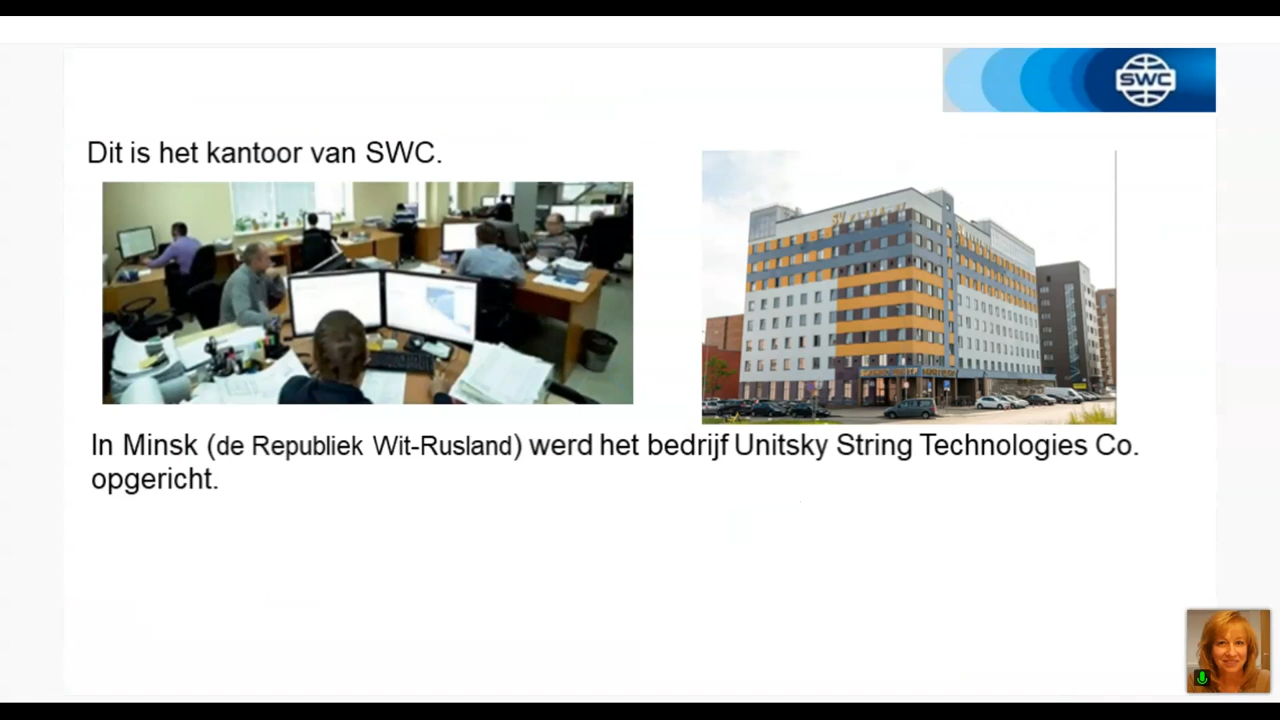 SWC
Dit is het kantoor van SWC.
In Minsk (de Republiek Wit-Rusland) werd het bedrijf Unitsky String Technologies Co.
opgericht.